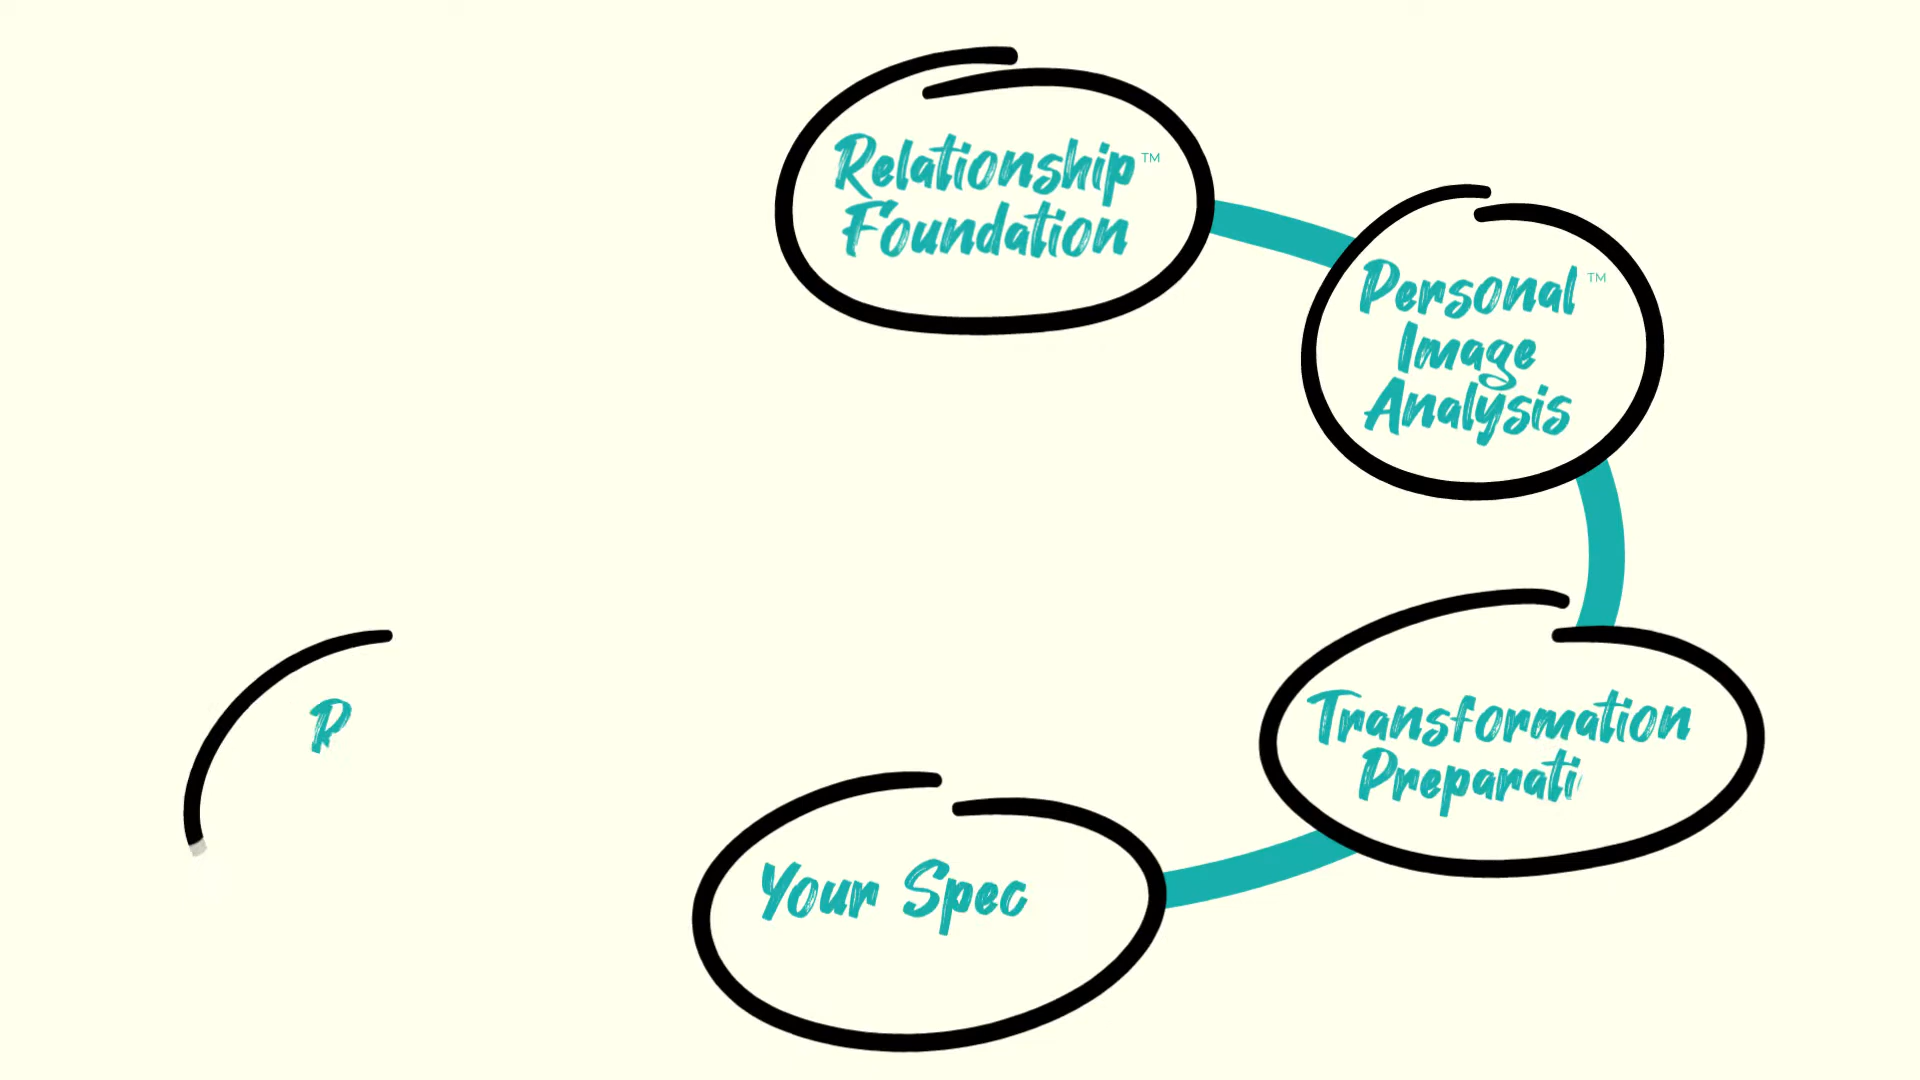 Relationship™
Foundation
Personal™
Image
Analysis
Transformation
Preparati
Your Spec
R